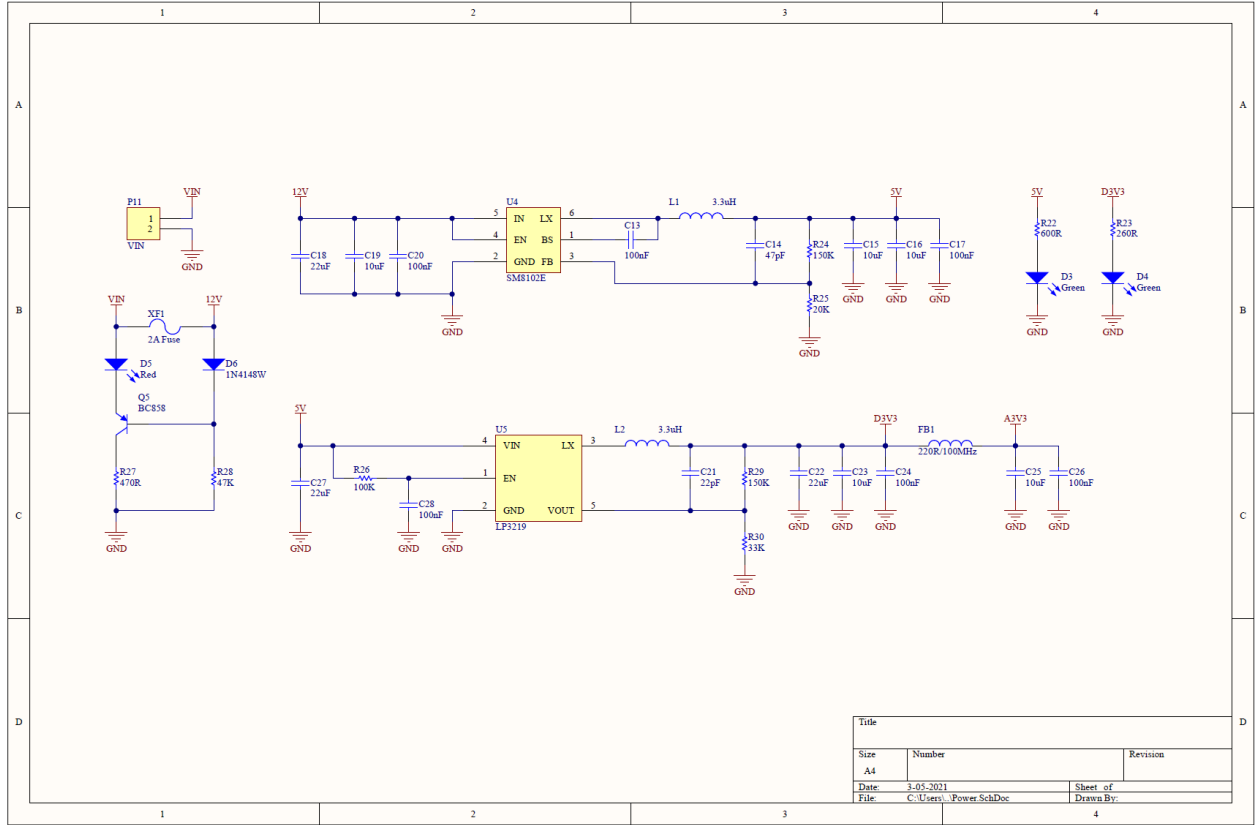 1 2 3 4
A A
B B
C C
D D
P11
1
2
VIN
VIN
GND
VIN 12V
XF1
2A Fuse
D5
Red
D6
1N4148W
Q5
BC858
R27
470R
R28
47K
GND
12V
C18
22uF
C19
10uF
C20
100nF
U4
5 IN LX 6
4 EN BS 1
2 GND FB 3
SM8102E
GND
C13
100nF
L1 3.3uH
C14
47pF
R24
150K
R25
20K
GND
5V
C15
10uF
C16
10uF
C17
100nF
GND GND GND
5V D3V3
R22
600R
R23
260R
D3
Green
D4
Green
GND GND
5V
C27
22uF
R26
100K
C28
100nF
GND GND GND
U5
4 VIN LX 3
1 EN
2 GND VOUT 5
LP3219
L2 3.3uH
C21
22pF
R29
150K
R30
33K
GND
C22
22uF
C23
10uF
C24
100nF
GND GND GND
D3V3
FB1
220R/100MHz
A3V3
C25
10uF
C26
100nF
GND GND
Title
Size Number Revision
A4
Date: 3-05-2021 Sheet of
File: C:\Users\..\Power.SchDoc Drawn By:
1 2 3 4